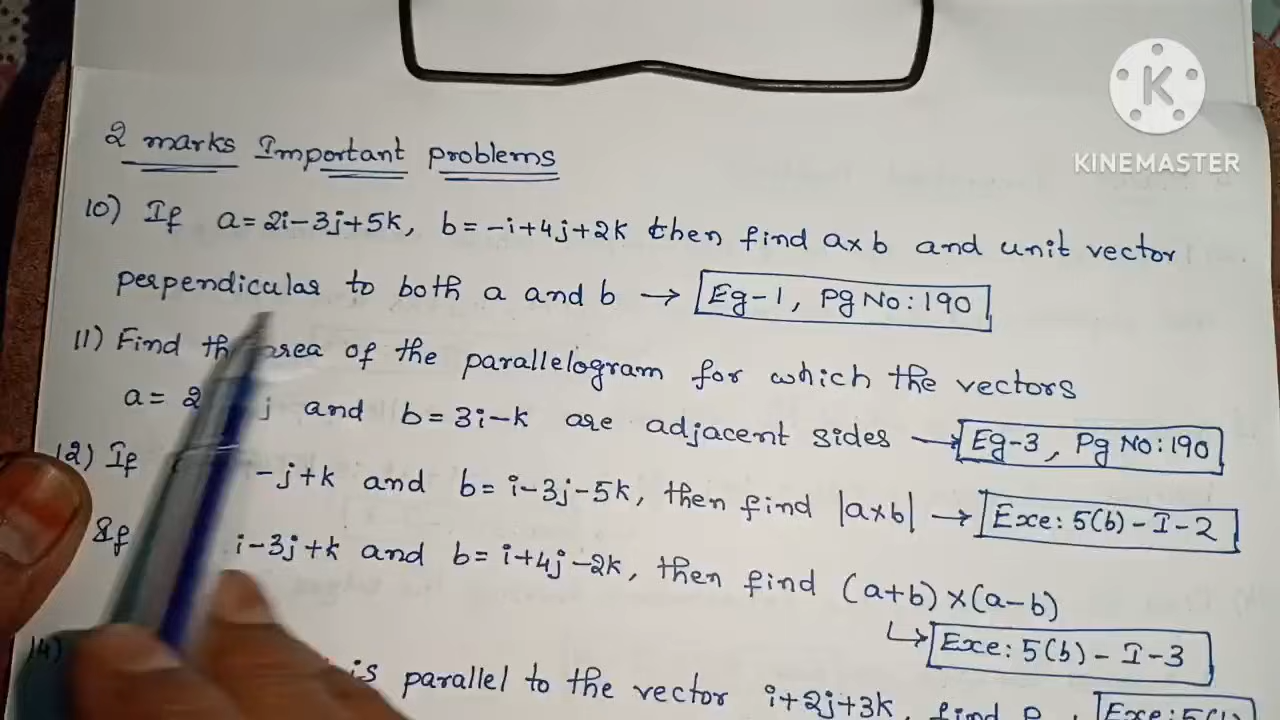 KINEMASTER
2 marks Important problems
10) If a=2i-3j+5k, b=-i+4j+2k then find axb and unit vector
perpendicular to both a and b → Eg-1, Pg No:190
11) Find the area of the parallelogram for which the vectors
a= 2 j and b=3i-k are adjacent sides → Eg-3, Pg No:190
12) If i-j+k and b= i-3j-5k, then find |axb| → Exe: 5(b)-I-2
If i-3j+k and b= i+4j-2k, then find (a+b)x(a-b)
↳ Exe: 5(b)-I-3
14) is parallel to the vector i+2j+3k, find P.